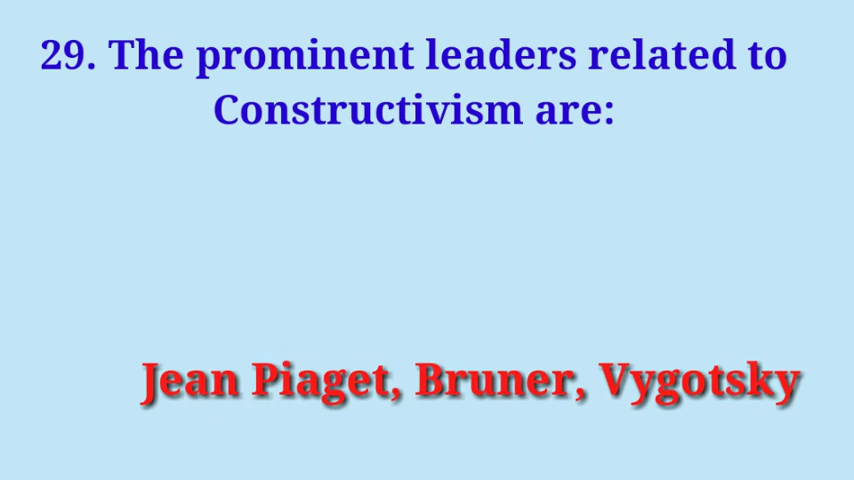 29. The prominent leaders related to
Constructivism are:
Jean Piaget, Bruner, Vygotsky